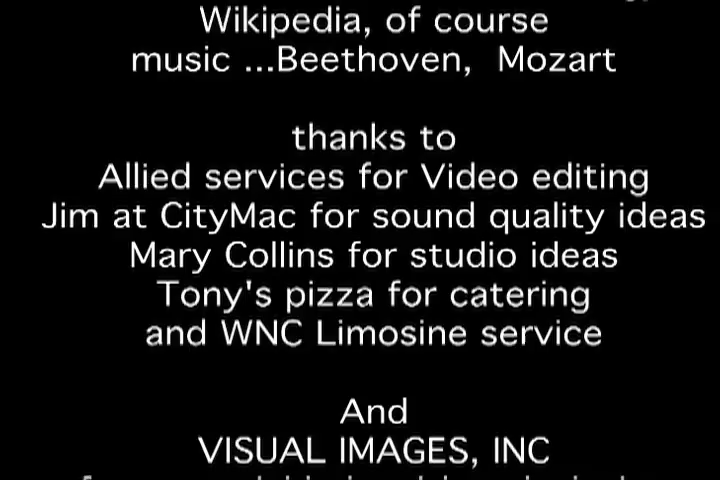 Wikipedia, of course
music ...Beethoven, Mozart
thanks to
Allied services for Video editing
Jim at CityMac for sound quality ideas
Mary Collins for studio ideas
Tony's pizza for catering
and WNC Limosine service
And
VISUAL IMAGES, INC